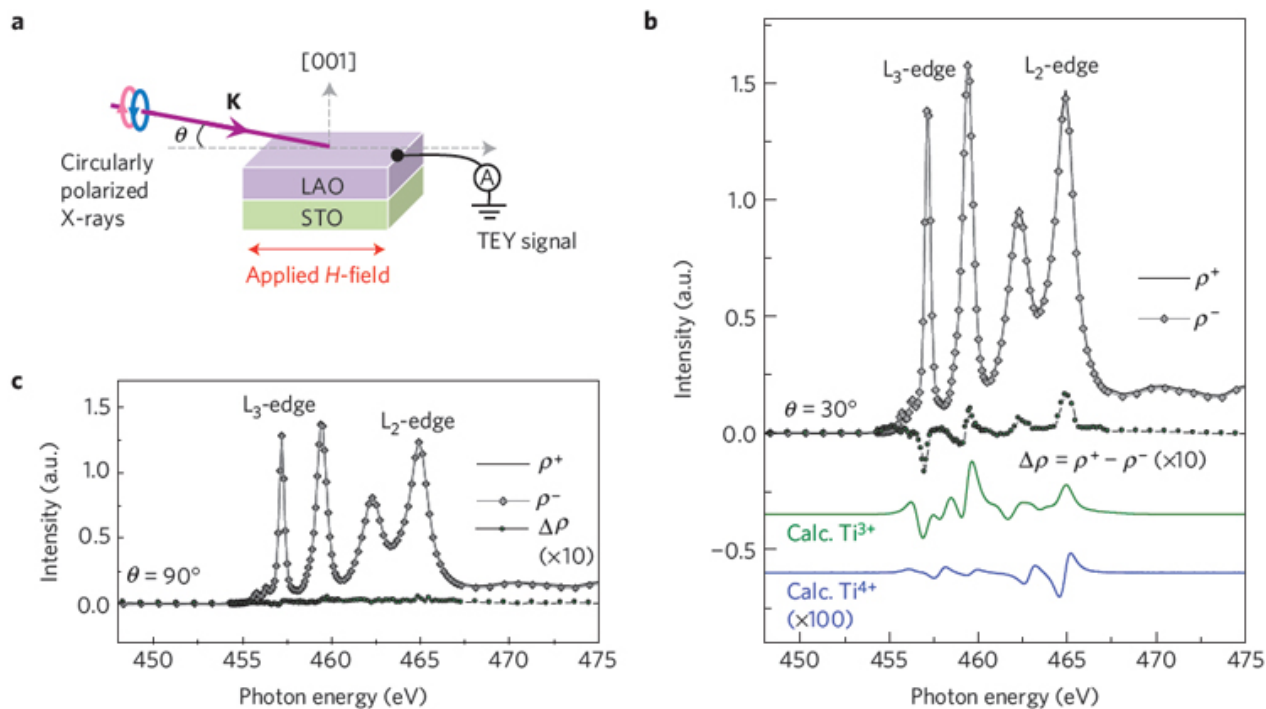 a
[001]
K
θ
Circularly
polarized
X-rays
LAO
STO
A
TEY signal
Applied H-field
b
L₃-edge
L₂-edge
1.5
1.0
0.5
0.0
−0.5
Intensity (a.u.)
ρ⁺
ρ⁻
θ = 30°
Δρ = ρ⁺ − ρ⁻ (×10)
Calc. Ti³⁺
Calc. Ti⁴⁺
(×100)
450 455 460 465 470 475
Photon energy (eV)
c
L₃-edge
L₂-edge
1.5
1.0
0.5
0.0
Intensity (a.u.)
ρ⁺
ρ⁻
Δρ
(×10)
θ = 90°
450 455 460 465 470 475
Photon energy (eV)